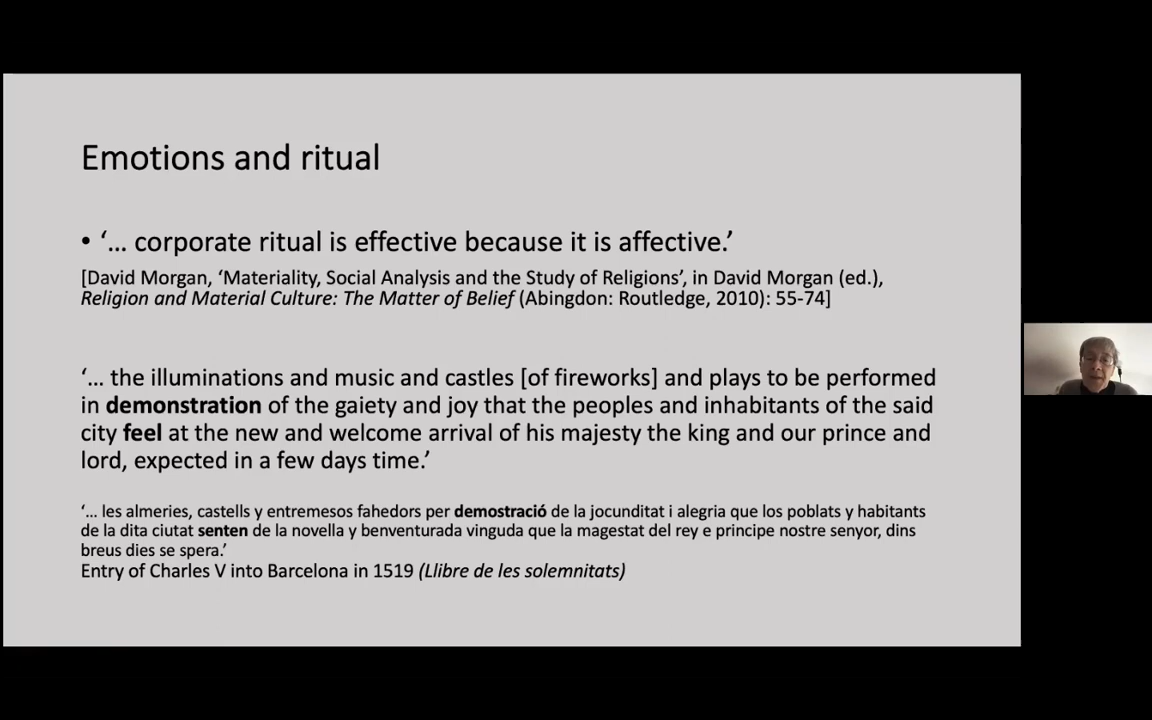 Emotions and ritual
• ‘… corporate ritual is effective because it is affective.’
[David Morgan, ‘Materiality, Social Analysis and the Study of Religions’, in David Morgan (ed.),
Religion and Material Culture: The Matter of Belief (Abingdon: Routledge, 2010): 55-74]
‘… the illuminations and music and castles [of fireworks] and plays to be performed
in demonstration of the gaiety and joy that the peoples and inhabitants of the said
city feel at the new and welcome arrival of his majesty the king and our prince and
lord, expected in a few days time.’
‘… les almeries, castells y entremesos fahedors per demostració de la jocunditat i alegria que los poblats y habitants
de la dita ciutat senten de la novella y benventurada vinguda que la magestat del rey e principe nostre senyor, dins
breus dies se spera.’
Entry of Charles V into Barcelona in 1519 (Llibre de les solemnitats)